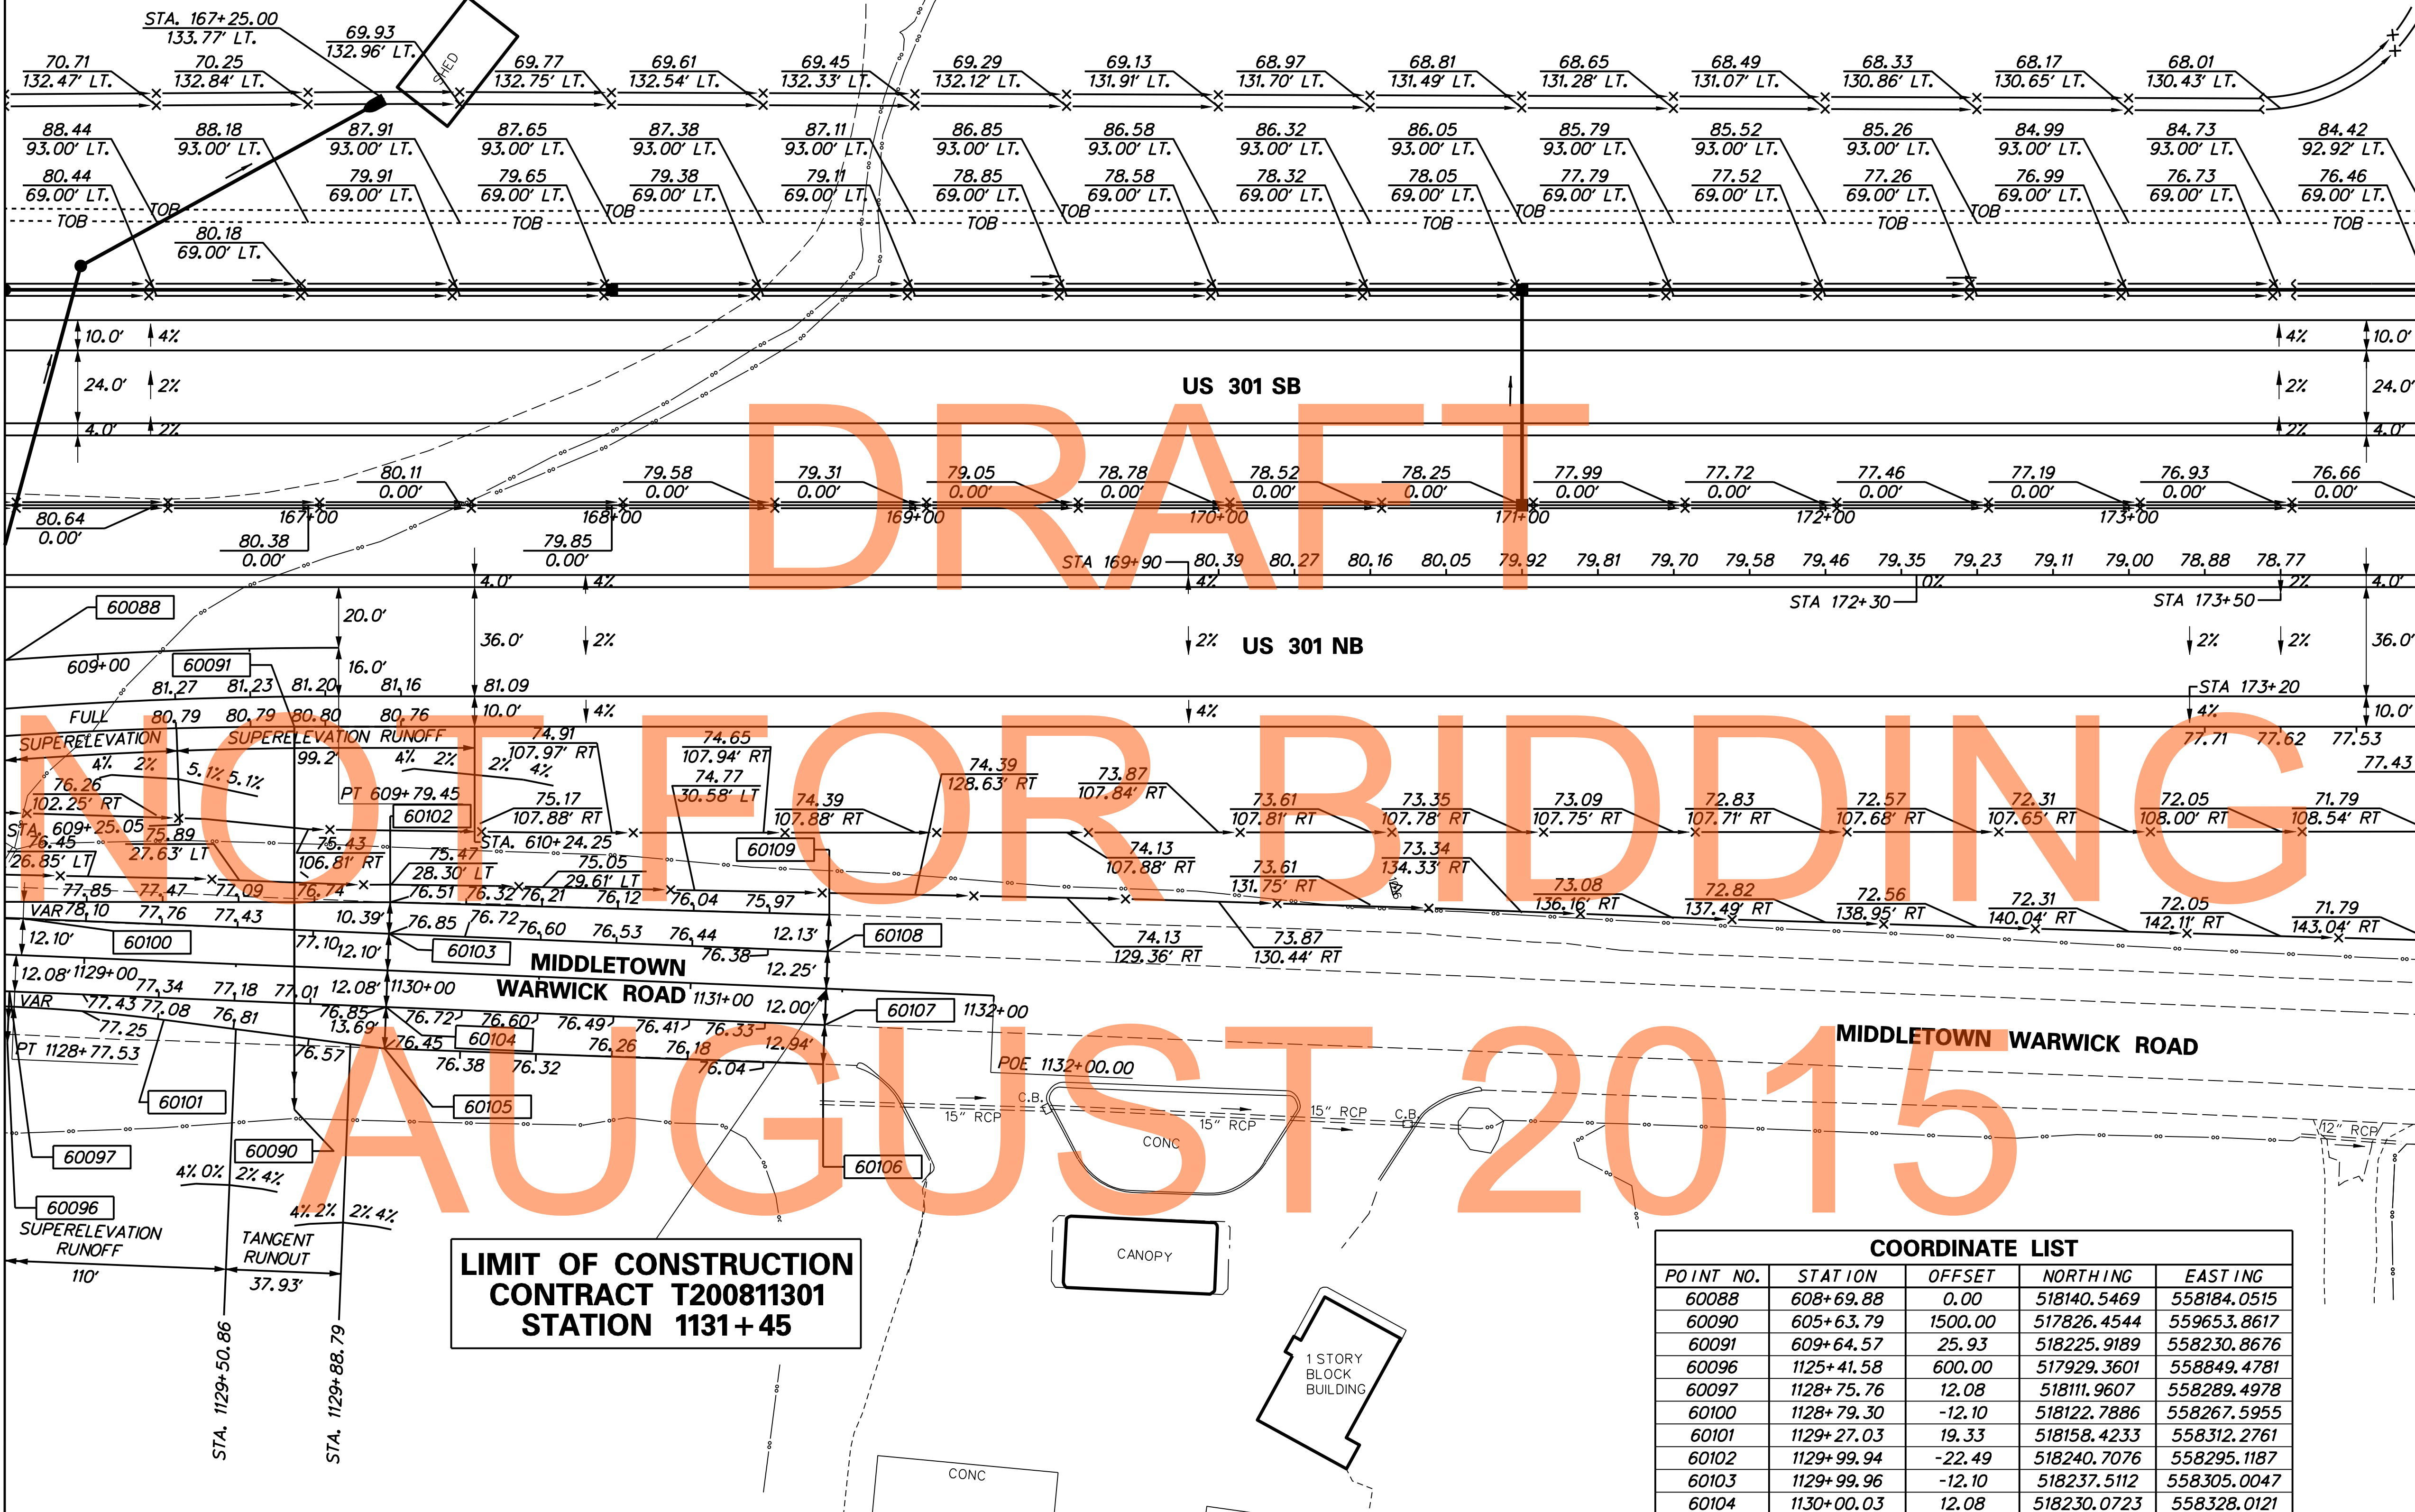 STA. 167+25.00
133.77' LT.
69.93
132.96' LT.
SHED
70.71 70.25 69.77 69.61 69.45 69.29 69.13 68.97 68.81 68.65 68.49 68.33 68.17 68.01
132.47' LT. 132.84' LT. 132.75' LT. 132.54' LT. 132.33' LT. 132.12' LT. 131.91' LT. 131.70' LT. 131.49' LT. 131.28' LT. 131.07' LT. 130.86' LT. 130.65' LT. 130.43' LT.
88.44 88.18 87.91 87.65 87.38 87.11 86.85 86.58 86.32 86.05 85.79 85.52 85.26 84.99 84.73 84.42
93.00' LT. 93.00' LT. 93.00' LT. 93.00' LT. 93.00' LT. 93.00' LT. 93.00' LT. 93.00' LT. 93.00' LT. 93.00' LT. 93.00' LT. 93.00' LT. 93.00' LT. 93.00' LT. 93.00' LT. 92.92' LT.
80.44 79.91 79.65 79.38 79.11 78.85 78.58 78.32 78.05 77.79 77.52 77.26 76.99 76.73 76.46
69.00' LT. 69.00' LT. 69.00' LT. 69.00' LT. 69.00' LT. 69.00' LT. 69.00' LT. 69.00' LT. 69.00' LT. 69.00' LT. 69.00' LT. 69.00' LT. 69.00' LT. 69.00' LT. 69.00' LT.
TOB TOB TOB TOB TOB
TOB TOB TOB TOB TOB TOB
80.18
69.00' LT.
10.0' 4% 4% 10.0'
24.0' 2% US 301 SB 2% 24.0'
4.0' 2% 2% 4.0'
DRAFT
80.11 79.58 79.31 79.05 78.78 78.52 78.25 77.99 77.72 77.46 77.19 76.93 76.66
0.00' 0.00' 0.00' 0.00' 0.00' 0.00' 0.00' 0.00' 0.00' 0.00' 0.00' 0.00' 0.00'
167+00 168+00 169+00 170+00 171+00 172+00 173+00
80.64
0.00'
80.38
0.00'
79.85
0.00'
STA 169+90 80.39 80.27 80.16 80.05 79.92 79.81 79.70 79.58 79.46 79.35 79.23 79.11 79.00 78.88 78.77
4.0' 4% 4% 0% 2% 4.0'
STA 172+30 STA 173+50
60088
20.0'
36.0' 2% 2% US 301 NB 2% 2% 36.0'
609+00 60091 16.0'
81.27 81.23 81.20 81.16 81.09
STA 173+20
FULL 80.79 80.79 80.80 80.76 10.0' 4% 4% 4% 10.0'
77.71 77.62 77.53
77.43
SUPERELEVATION SUPERELEVATION RUNOFF
99.2'
4% 2% 5.1% 5.1% 4% 2% 2% 4%
NOT FOR BIDDING
74.91
107.97' RT
74.65
107.94' RT
74.77
30.58' LT
74.39
128.63' RT
73.87
107.84' RT
76.26
102.25' RT
PT 609+79.45
60102
75.17
107.88' RT
74.39
107.88' RT
73.61 73.35 73.09 72.83 72.57 72.31 72.05 71.79
107.81' RT 107.78' RT 107.75' RT 107.71' RT 107.68' RT 107.65' RT 108.00' RT 108.54' RT
STA. 609+25.05
STA. 610+24.25
76.45
26.85' LT
75.89
27.63' LT
75.43
106.81' RT
75.47
28.30' LT
75.05
29.61' LT
60109
74.13
107.88' RT
73.61
131.75' RT
73.34
134.33' RT
73.08 72.82 72.56 72.31 72.05 71.79
136.16' RT 137.49' RT 138.95' RT 140.04' RT 142.11' RT 143.04' RT
77.85 77.47 77.09 76.74 76.51 76.32 76.21 76.12 76.04 75.97
VAR 78.10 77.76 77.43 10.39' 76.85 76.72 76.60 76.53 76.44 12.13' 60108
12.10' 60100 77.10 12.10' 60103 76.38 12.25'
74.13
129.36' RT
73.87
130.44' RT
MIDDLETOWN
WARWICK ROAD
12.08' 1129+00 77.34 77.18 77.01 12.08' 1130+00 1131+00 12.00' 60107 1132+00
VAR 77.43 77.08 76.81 76.85 76.72 76.60 76.49 76.41 76.33
77.25 13.69' 76.45 60104 76.26 76.18 12.94'
PT 1128+77.53 76.57 76.38 76.32 76.04 POE 1132+00.00
MIDDLETOWN WARWICK ROAD
AUGUST 2015
60101 60105
C.B. 15" RCP 15" RCP 15" RCP C.B. 12" RCP
CONC
60097 60090 60106
4% 0% 2% 4%
60096
4% 2% 2% 4%
SUPERELEVATION
RUNOFF
110'
TANGENT
RUNOUT
37.93'
STA. 1129+50.86
STA. 1129+88.79
LIMIT OF CONSTRUCTION
CONTRACT T200811301
STATION 1131+45
CANOPY
1 STORY
BLOCK
BUILDING
CONC
COORDINATE LIST
POINT NO. STATION OFFSET NORTHING EASTING
60088 608+69.88 0.00 518140.5469 558184.0515
60090 605+63.79 1500.00 517826.4544 559653.8617
60091 609+64.57 25.93 518225.9189 558230.8676
60096 1125+41.58 600.00 517929.3601 558849.4781
60097 1128+75.76 12.08 518111.9607 558289.4978
60100 1128+79.30 -12.10 518122.7886 558267.5955
60101 1129+27.03 19.33 518158.4233 558312.2761
60102 1129+99.94 -22.49 518240.7076 558295.1187
60103 1129+99.96 -12.10 518237.5112 558305.0047
60104 1130+00.03 12.08 518230.0723 558328.0121